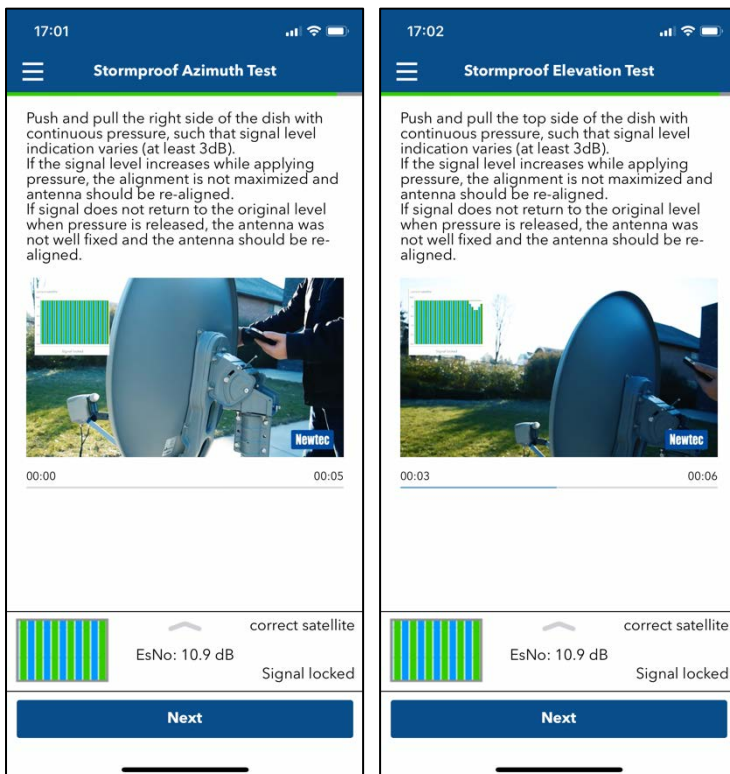 17:01
Stormproof Azimuth Test
Push and pull the right side of the dish with
continuous pressure, such that signal level
indication varies (at least 3dB).
If the signal level increases while applying
pressure, the alignment is not maximized and
antenna should be re-aligned.
If signal does not return to the original level
when pressure is released, the antenna was
not well fixed and the antenna should be re-
aligned.
Signal locked
Newtec
00:00 00:05
correct satellite
EsNo: 10.9 dB
Signal locked
Next
17:02
Stormproof Elevation Test
Push and pull the top side of the dish with
continuous pressure, such that signal level
indication varies (at least 3dB).
If the signal level increases while applying
pressure, the alignment is not maximized and
antenna should be re-aligned.
If signal does not return to the original level
when pressure is released, the antenna was
not well fixed and the antenna should be re-
aligned.
Signal locked
Newtec
00:03 00:06
correct satellite
EsNo: 10.9 dB
Signal locked
Next